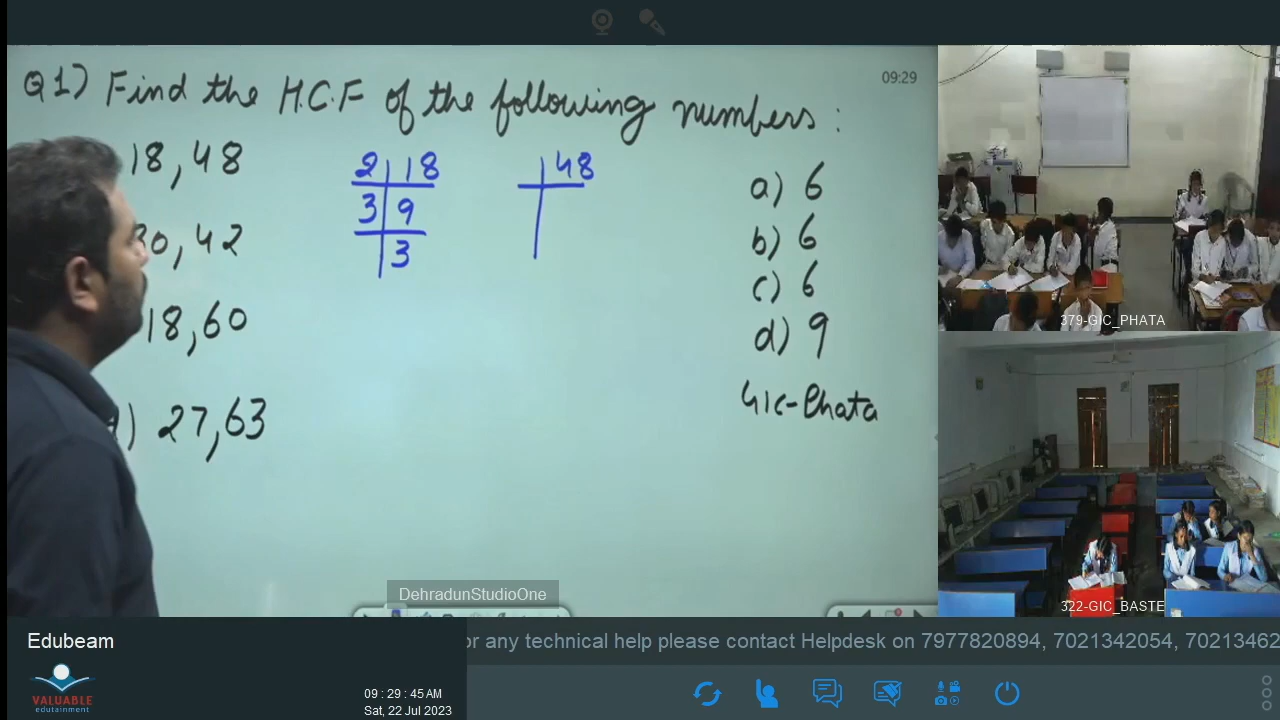 Q1) Find the H.C.F of the following numbers :
09:29
18,48
30,42
18,60
d) 27,63
2 18
3 9
3
48
a) 6
b) 6
c) 6
d) 9
GIC-Phata
379-GIC_PHATA
322-GIC_BASTE
DehradunStudioOne
Edubeam
or any technical help please contact Helpdesk on 7977820894, 7021342054, 70213462
VALUABLE
edutainment
09 : 29 : 45 AM
Sat, 22 Jul 2023